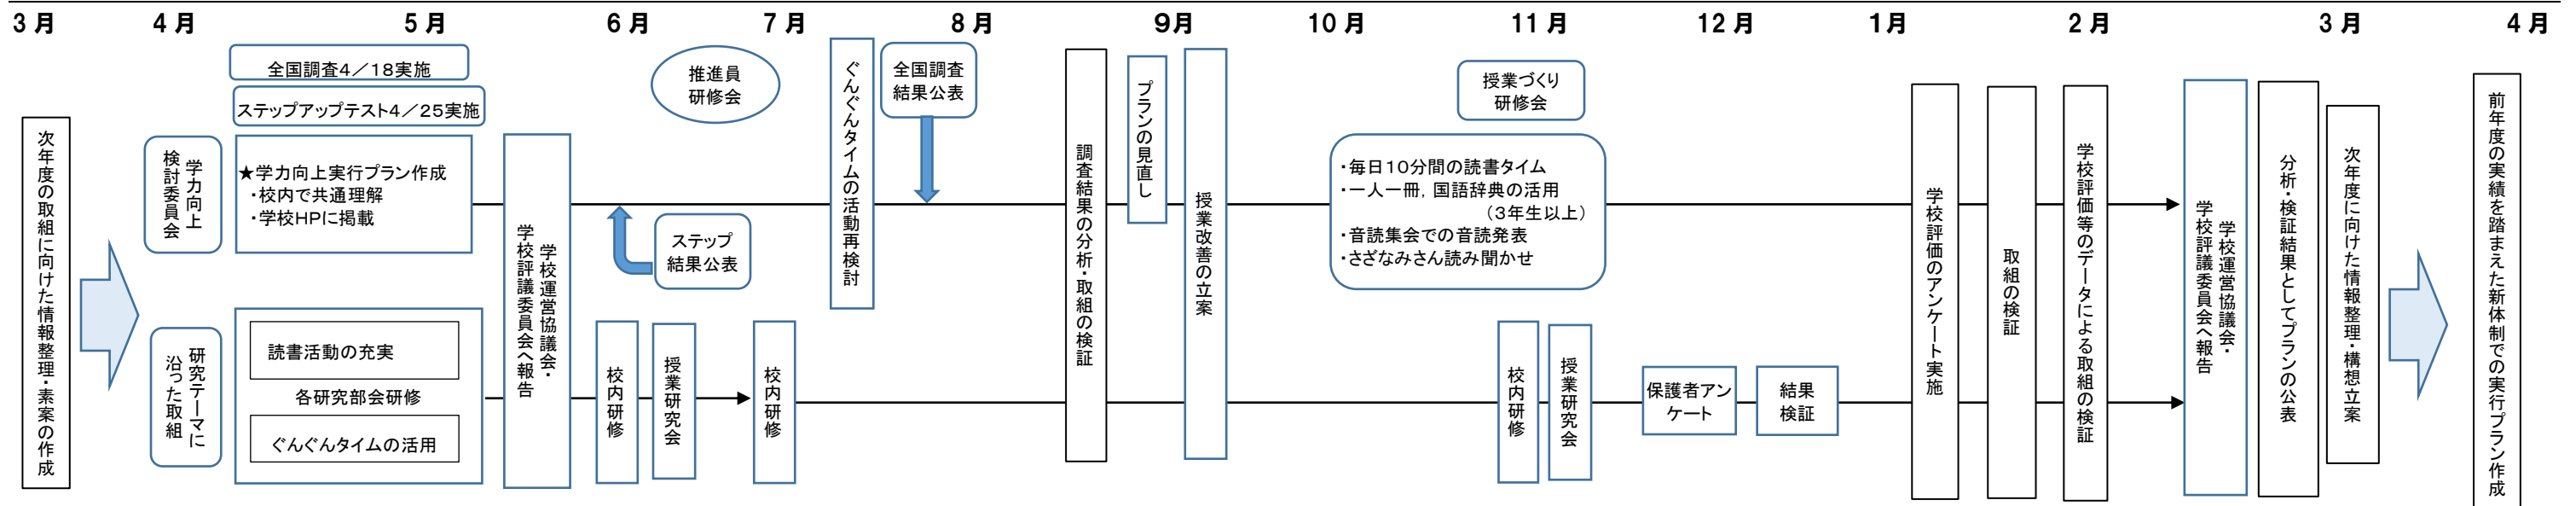 3月 4月 5月 6月 7月 8月 9月 10月 11月 12月 1月 2月 3月 4月
次年度の取組に向けた情報整理・素案の作成
学力向上
検討委員会
研究テーマに
沿った取組
全国調査4／18実施
ステップアップテスト4／25実施
★学力向上実行プラン作成
・校内で共通理解
・学校HPに掲載
読書活動の充実
各研究部会研修
ぐんぐんタイムの活用
学校運営協議会・
学校評議委員会へ報告
推進員
研修会
ステップ
結果公表
校内研修
授業研究会
校内研修
ぐんぐんタイムの活動再検討
全国調査
結果公表
調査結果の分析・取組の検証
プランの見直し
授業改善の立案
授業づくり
研修会
・毎日10分間の読書タイム
・一人一冊，国語辞典の活用
（3年生以上）
・音読集会での音読発表
・さざなみさん読み聞かせ
校内研修
授業研究会
保護者アン
ケート
結果
検証
学校評価のアンケート実施
取組の検証
学校評価等のデータによる取組の検証
学校運営協議会・
学校評議委員会へ報告
分析・検証結果としてプランの公表
次年度に向けた情報整理・構想立案
前年度の実績を踏まえた新体制での実行プラン作成